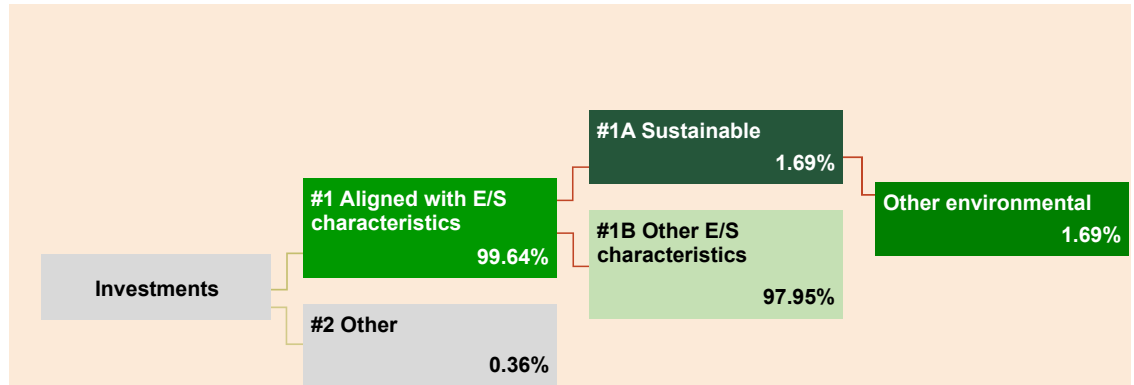 Investments
#1 Aligned with E/S
characteristics
99.64%
#2 Other
0.36%
#1A Sustainable
1.69%
#1B Other E/S
characteristics
97.95%
Other environmental
1.69%